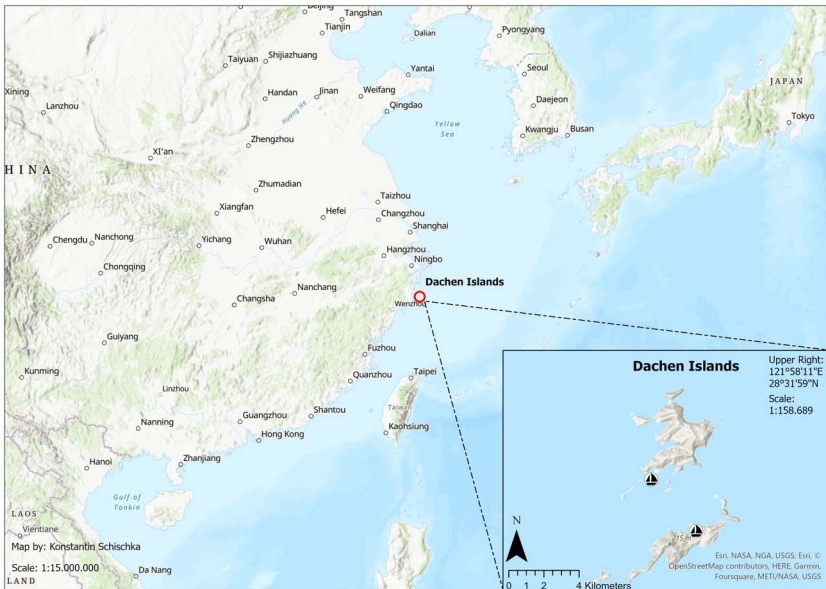 Beijing
Tangshan
Tianjin
Dalian
Pyongyang
Taiyuan
Shijiazhuang
Yantai
Seoul
JAPAN
Xining
Handan
Jinan
Weifang
Daejeon
Lanzhou
Huang He
Qingdao
Yellow
Sea
Kwangju
Busan
Tokyo
Zhengzhou
XI'an
HINA
Zhumadian
Taizhou
Xiangfan
Hefei
Changzhou
Shanghai
Chengdu
Nanchong
Yichang
Wuhan
Hangzhou
Ningbo
Chongqing
Dachen Islands
Nanchang
Changsha
Wenzhou
Guiyang
Fuzhou
Kunming
Quanzhou
Taipei
Linzhou
Taiwan
Shantou
Guangzhou
Nanning
Kaohsiung
Hong Kong
Hanoi
Zhanjiang
Gulf of
Tonkin
LAOS
Vientiane
Map by: Konstantin Schischka
Scale: 1:15.000.000
LAND
Da Nang
Dachen Islands
Upper Right:
121°58'11"E
28°31'59"N
Scale:
1:158.689
N
215 m
0 1 2 4 Kilometers
Esri, NASA, NGA, USGS; Esri, ©
OpenStreetMap contributors, HERE, Garmin,
Foursquare, METI/NASA, USGS